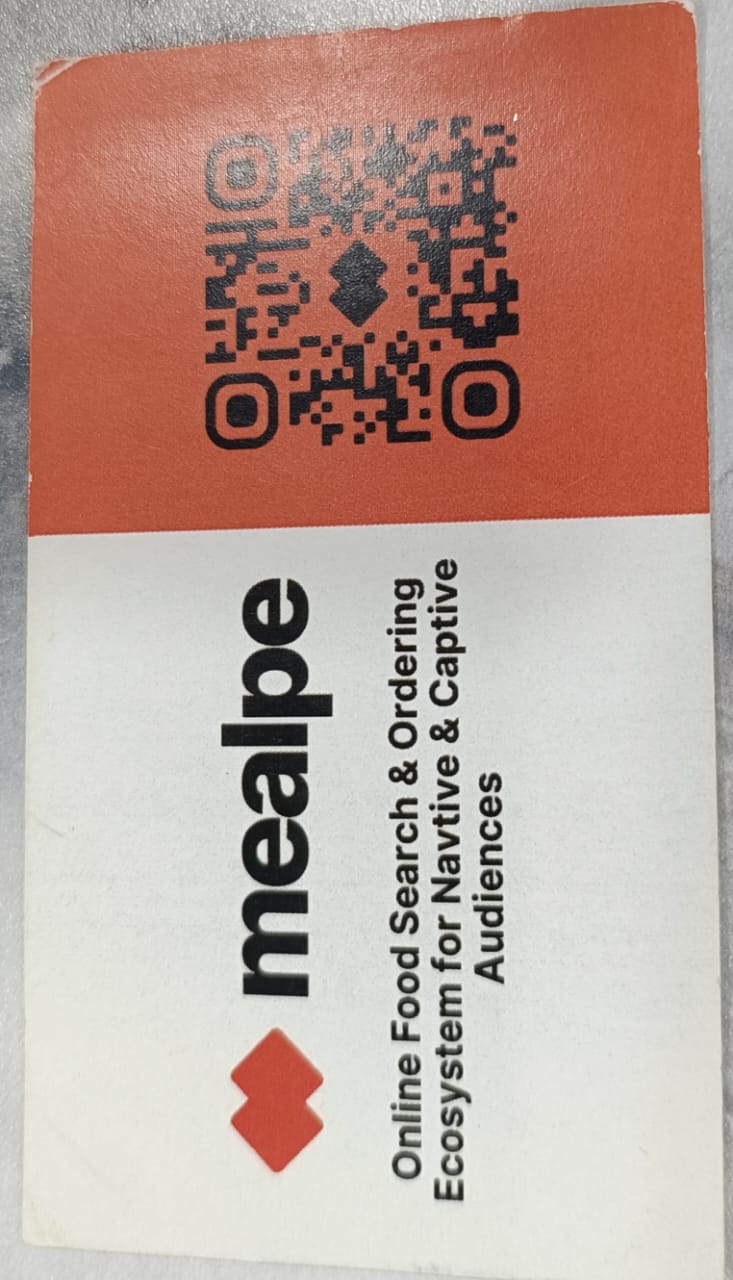 mealpe
Online Food Search & Ordering
Ecosystem for Navtive & Captive
Audiences